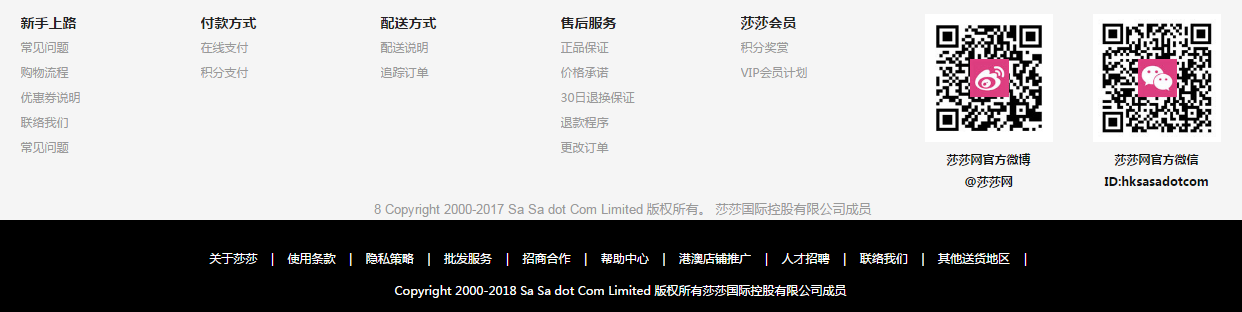 新手上路
常见问题
购物流程
优惠券说明
联络我们
常见问题
付款方式
在线支付
积分支付
配送方式
配送说明
追踪订单
售后服务
正品保证
价格承诺
30日退换保证
退款程序
更改订单
莎莎会员
积分奖赏
VIP会员计划
莎莎网官方微博
@莎莎网
莎莎网官方微信
ID:hksasadotcom
8 Copyright 2000-2017 Sa Sa dot Com Limited 版权所有。 莎莎国际控股有限公司成员
关于莎莎 | 使用条款 | 隐私策略 | 批发服务 | 招商合作 | 帮助中心 | 港澳店铺推广 | 人才招聘 | 联络我们 | 其他送货地区 |
Copyright 2000-2018 Sa Sa dot Com Limited 版权所有莎莎国际控股有限公司成员